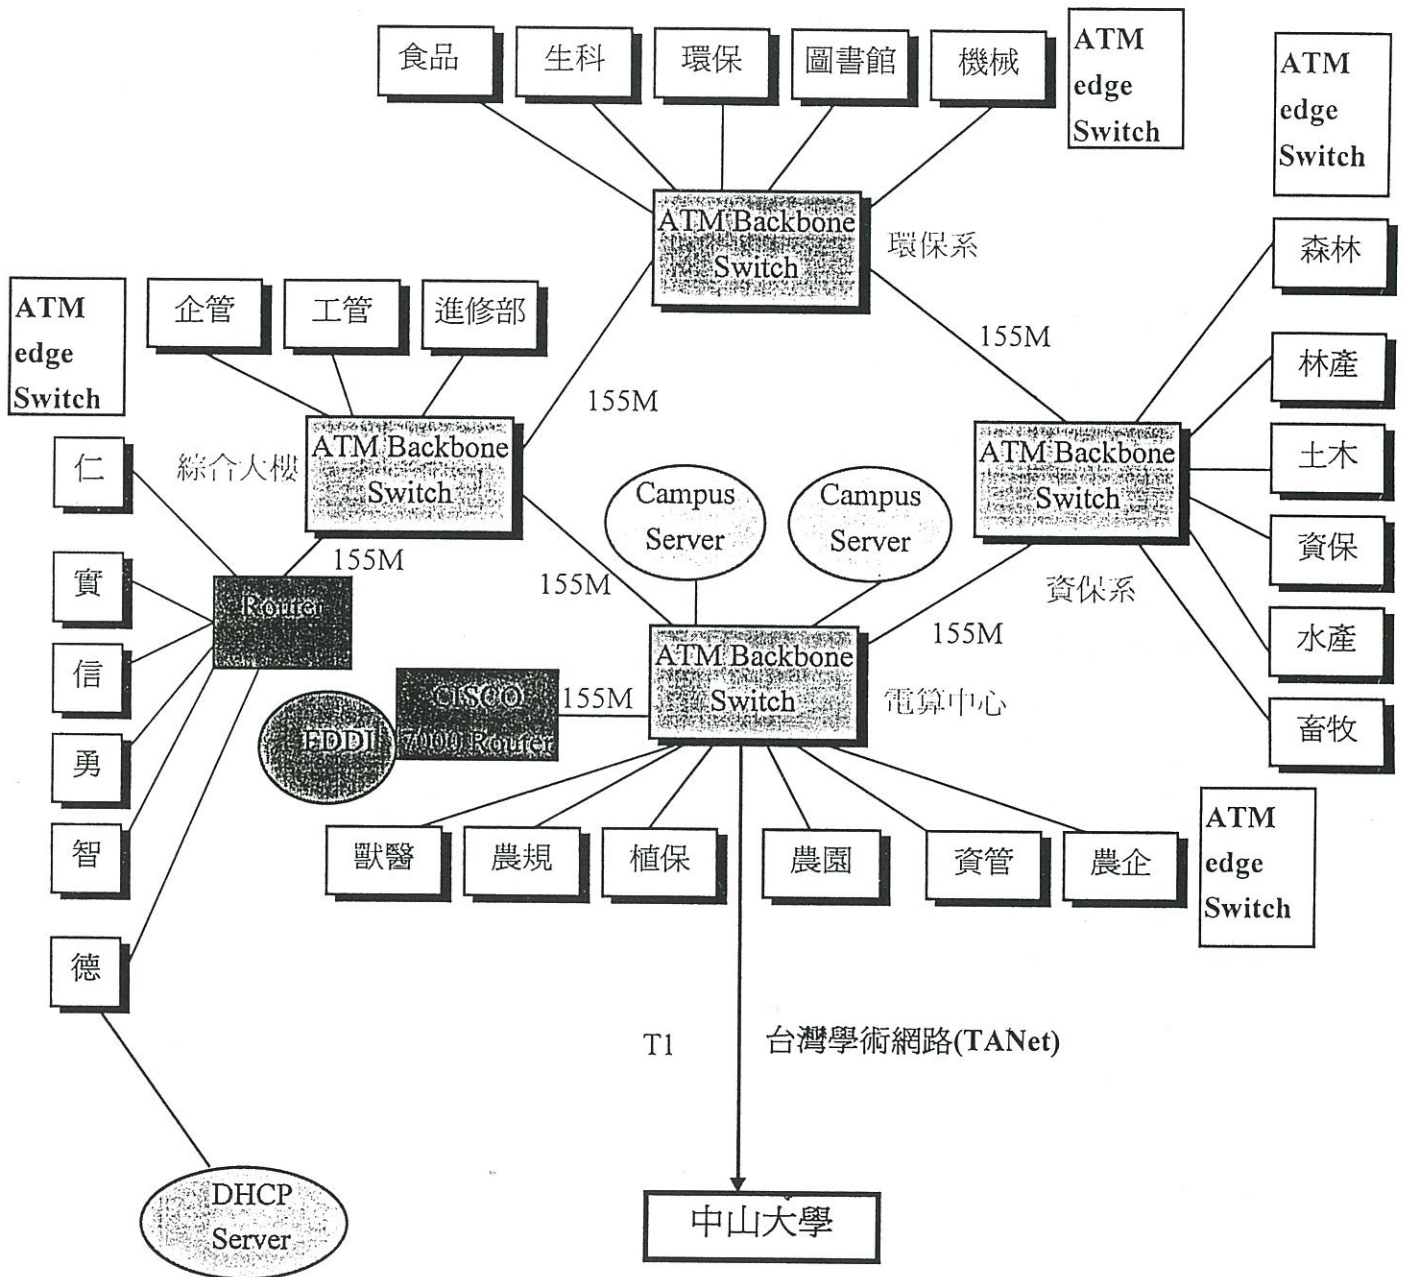 食品
生科
環保
圖書館
機械
ATM
edge
Switch
ATM
edge
Switch
ATM Backbone
Switch
環保系
森林
ATM
edge
Switch
企管
工管
進修部
155M
林產
155M
綜合大樓
ATM Backbone
Switch
ATM Backbone
Switch
土木
仁
Campus
Server
Campus
Server
資保
155M
155M
資保系
實
Router
155M
水產
信
ATM Backbone
Switch
電算中心
CISCO
7000 Router
155M
FDDI
畜牧
勇
智
獸醫
農規
植保
農園
資管
農企
ATM
edge
Switch
德
T1
台灣學術網路(TANet)
DHCP
Server
中山大學